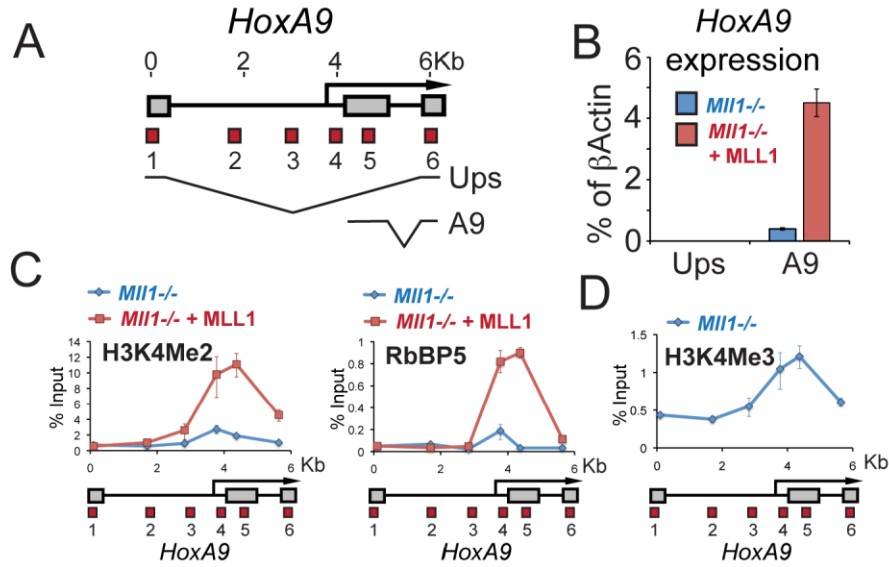 A
HoxA9
0 2 4 6Kb
1 2 3 4 5 6
Ups
A9
B
HoxA9
expression
% of βActin
6
4
2
0
Mll1-/-
Mll1-/-
+ MLL1
Ups A9
C
Mll1-/-
Mll1-/- + MLL1
H3K4Me2
% Input
14
12
10
8
6
4
2
0
0 2 4 6
Kb
1 2 3 4 5 6
HoxA9
Mll1-/-
Mll1-/- + MLL1
RbBP5
% Input
1
0.8
0.6
0.4
0.2
0
0 2 4 6
Kb
1 2 3 4 5 6
HoxA9
D
Mll1-/-
H3K4Me3
% Input
1.5
1
0.5
0
0 2 4 6
Kb
1 2 3 4 5 6
HoxA9